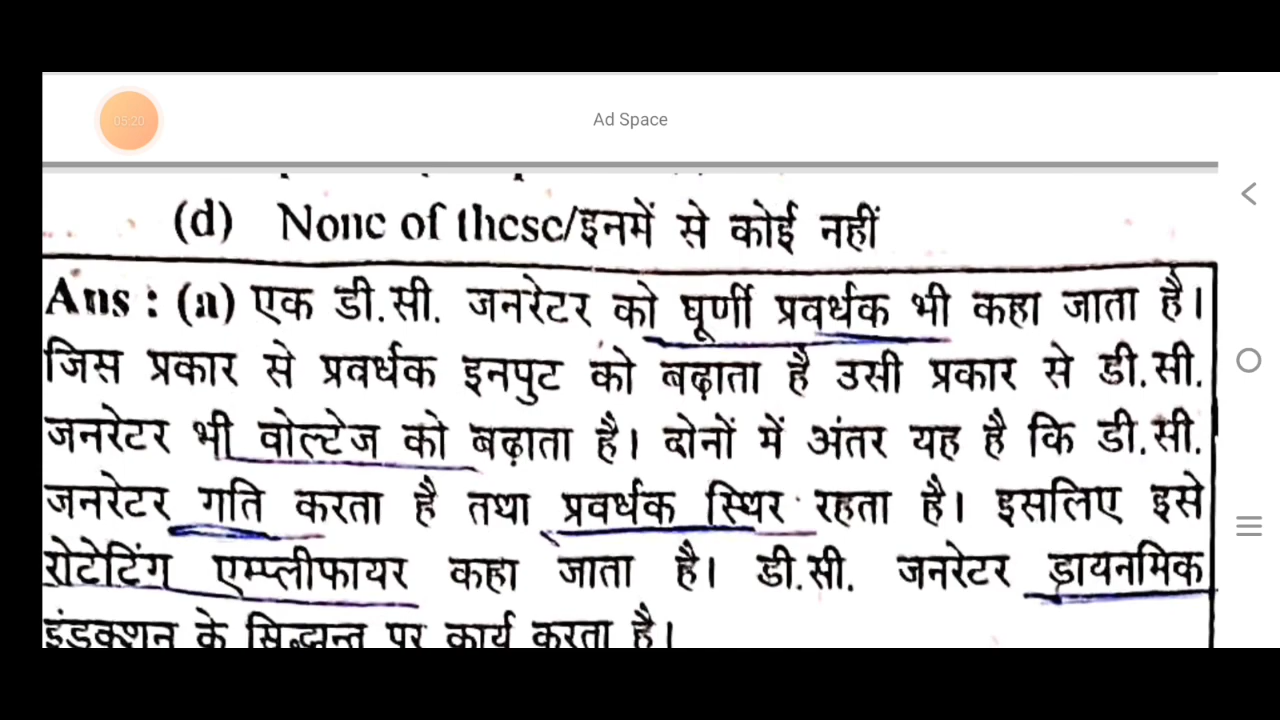 05:20
Ad Space
(d) None of these/इनमें से कोई नहीं
Ans : (a) एक डी.सी. जनरेटर को घूर्णी प्रवर्धक भी कहा जाता है।
जिस प्रकार से प्रवर्धक इनपुट को बढ़ाता है उसी प्रकार से डी.सी.
जनरेटर भी वोल्टेज को बढ़ाता है। दोनों में अंतर यह है कि डी.सी.
जनरेटर गति करता है तथा प्रवर्धक स्थिर रहता है। इसलिए इसे
रोटेटिंग एम्प्लीफायर कहा जाता है। डी.सी. जनरेटर डायनमिक
इंडक्शन के सिद्धान्त पर कार्य करता है।